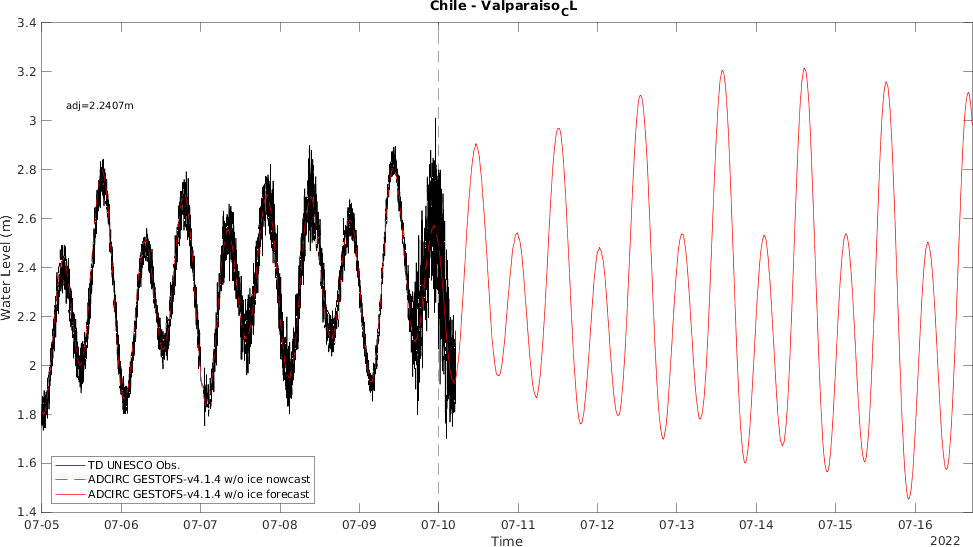 Chile - Valparaiso_CL
3.4
3.2
3
2.8
2.6
2.4
2.2
2
1.8
1.6
1.4
Water Level (m)
adj=2.2407m
TD UNESCO Obs.
ADCIRC GESTOFS-v4.1.4 w/o ice nowcast
ADCIRC GESTOFS-v4.1.4 w/o ice forecast
07-05 07-06 07-07 07-08 07-09 07-10 07-11 07-12 07-13 07-14 07-15 07-16
Time
2022